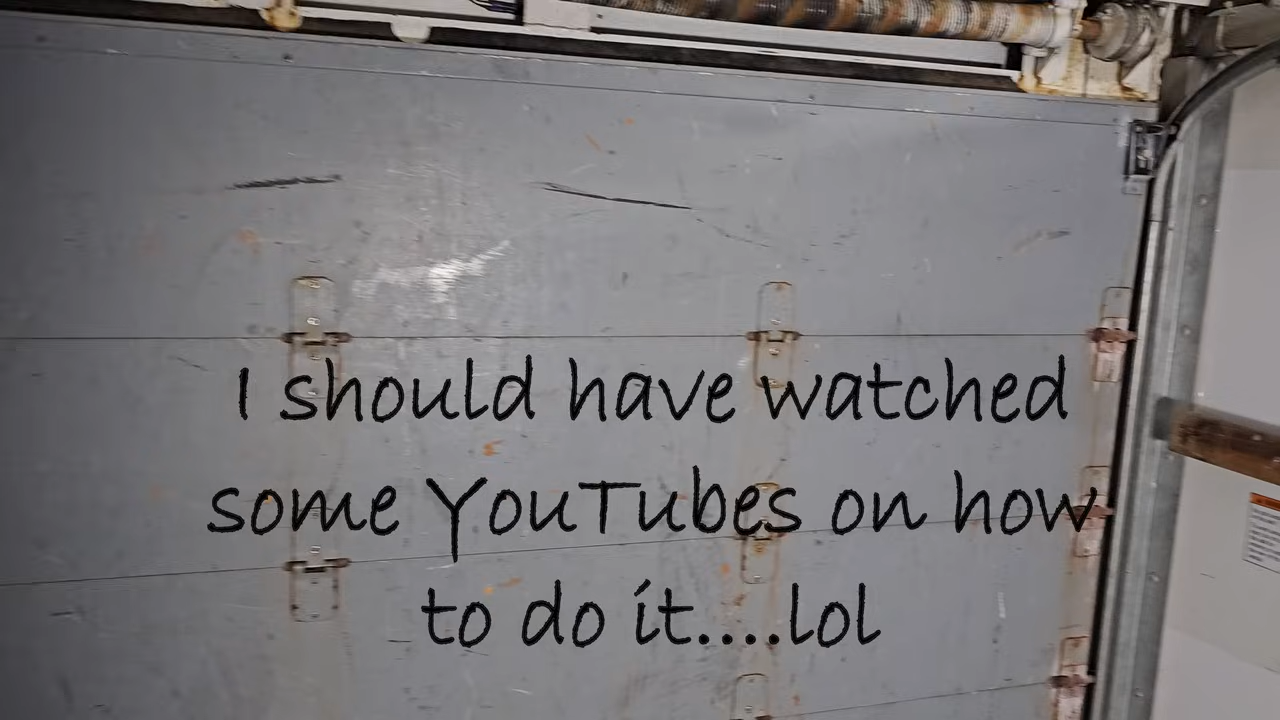 I should have watched
some YouTubes on how
to do it....lol